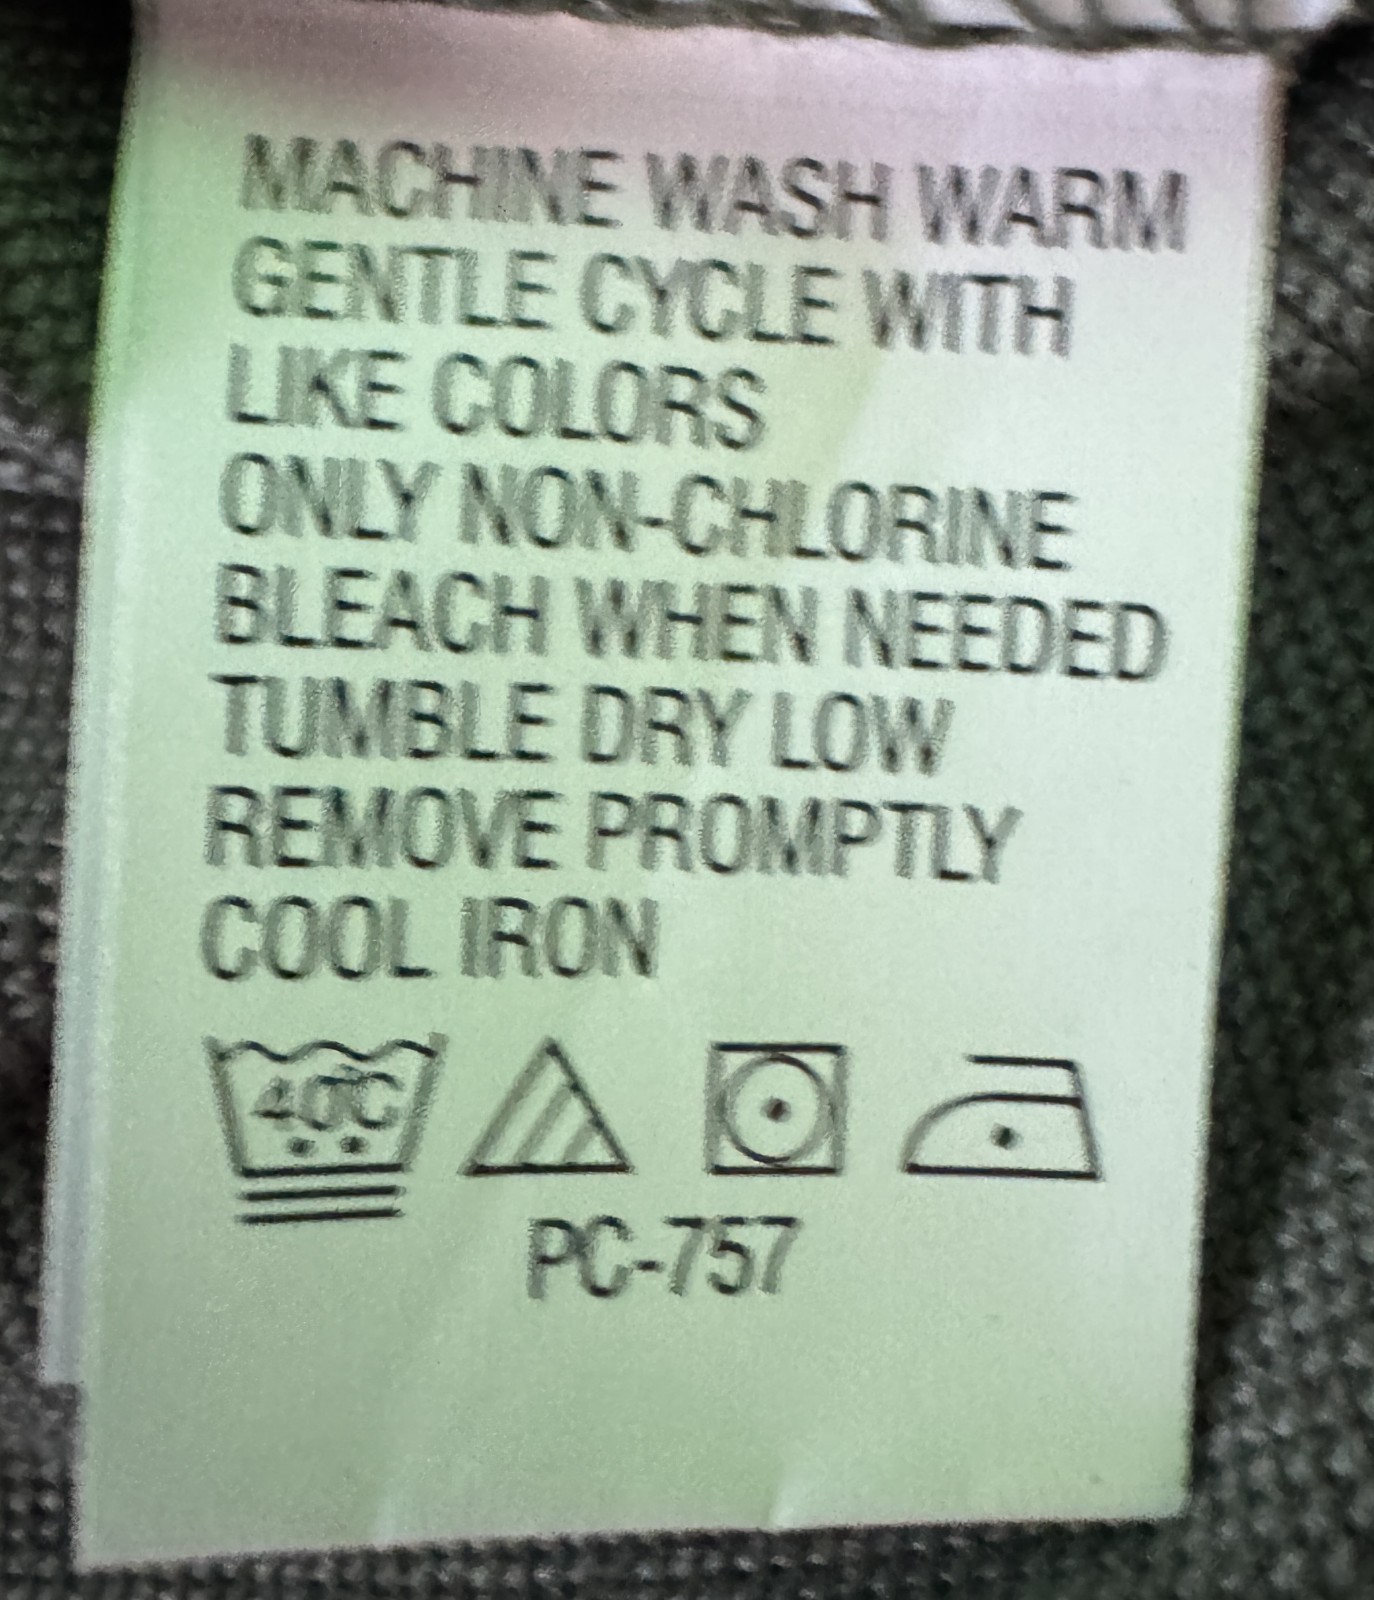 MACHINE WASH WARM
GENTLE CYCLE WITH
LIKE COLORS
ONLY NON-CHLORINE
BLEACH WHEN NEEDED
TUMBLE DRY LOW
REMOVE PROMPTLY
COOL IRON
40°C
PC-757